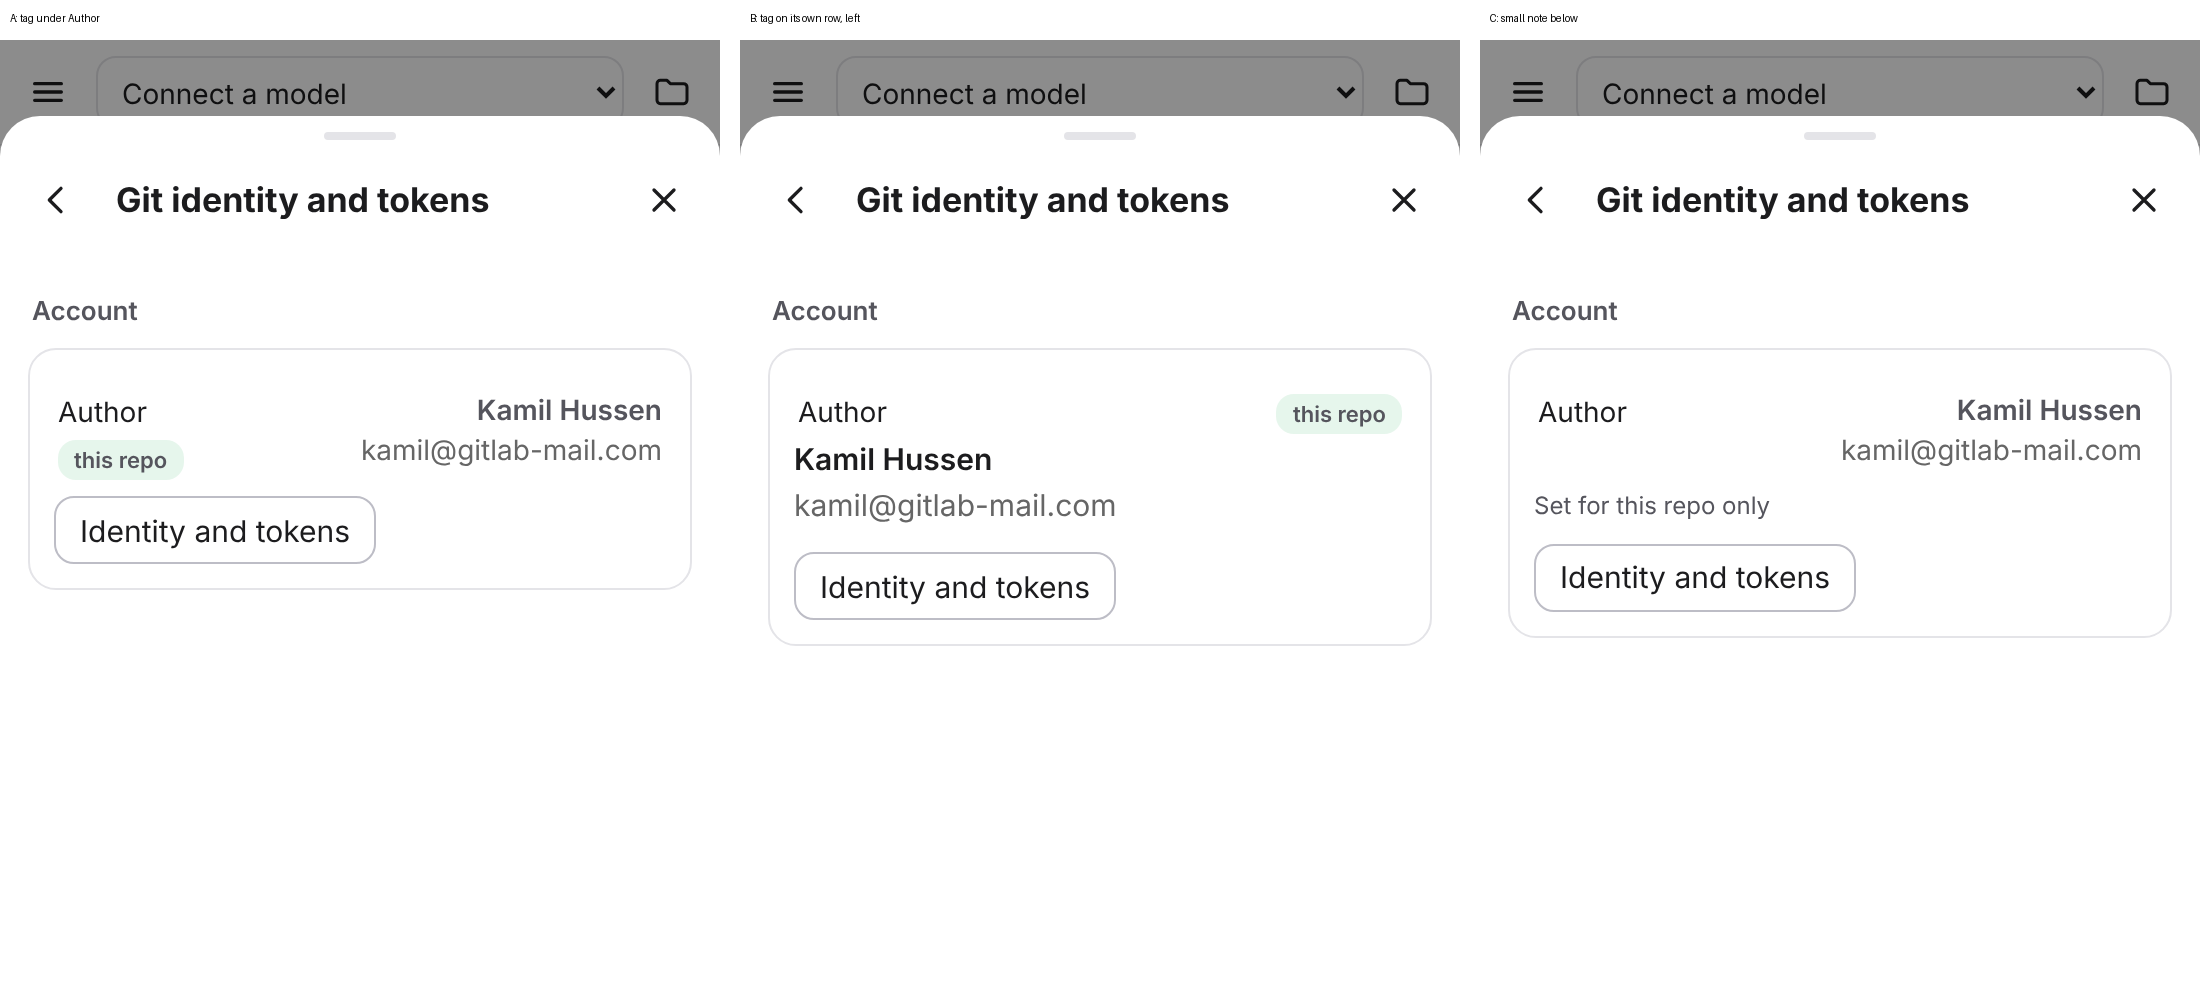 A: tag under Author
Connect a model
Git identity and tokens
Account
Author
Kamil Hussen
this repo
kamil@gitlab-mail.com
Identity and tokens
B: tag on its own row, left
Connect a model
Git identity and tokens
Account
Author
this repo
Kamil Hussen
kamil@gitlab-mail.com
Identity and tokens
C: small note below
Connect a model
Git identity and tokens
Account
Author
Kamil Hussen
kamil@gitlab-mail.com
Set for this repo only
Identity and tokens